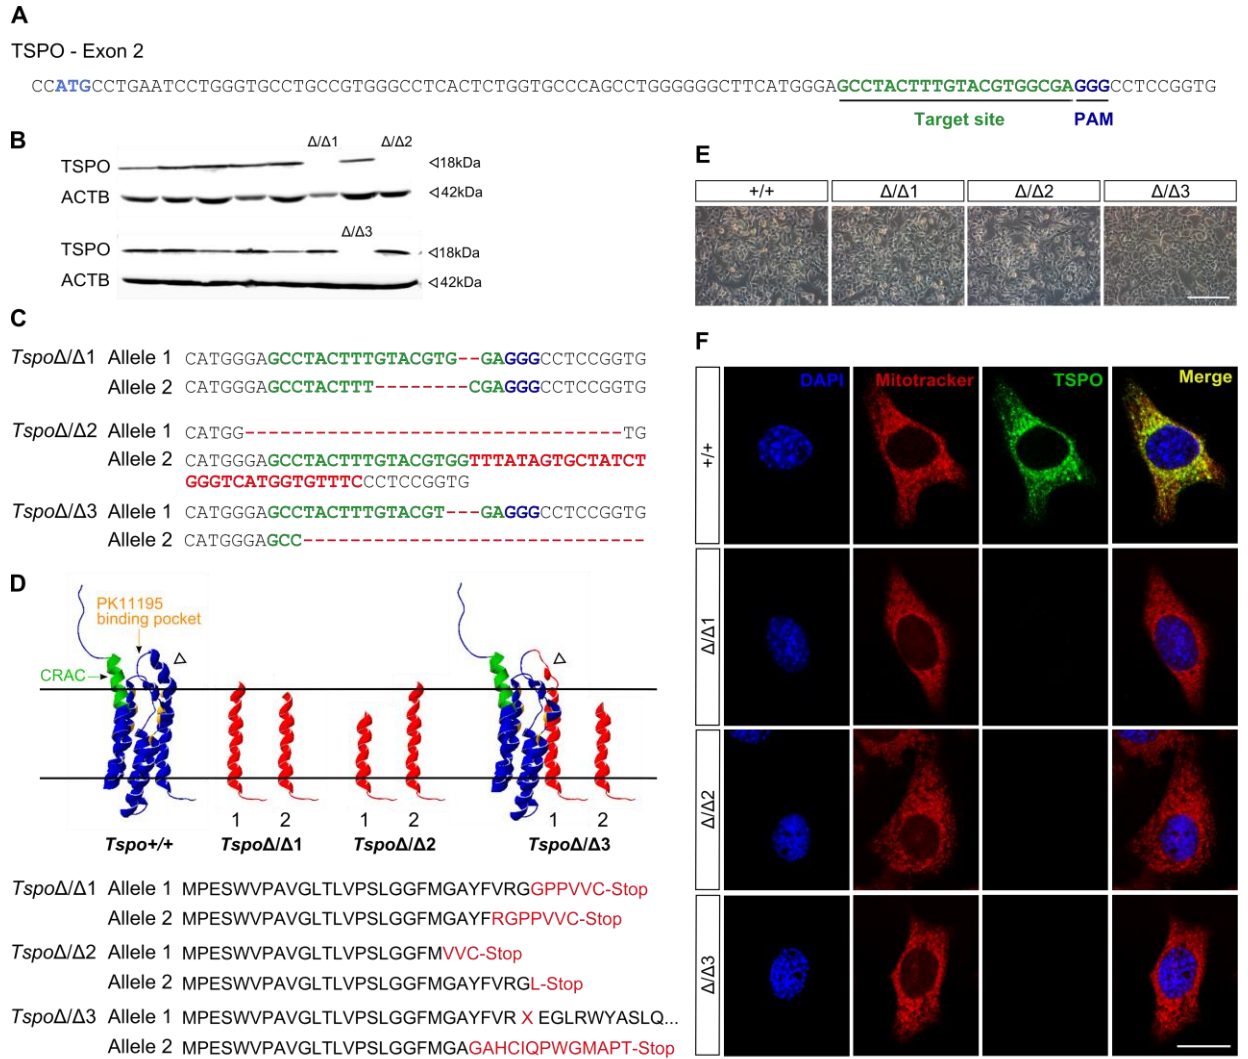 A
TSPO - Exon 2
CCATGCCTGAATCCTGGGTGCCTGCCGTGGGCCTCACTCTGGTGCCCAGCCTGGGGGGCTTCATGGGAGCCTACTTTGTACGTGGCGAGGGCCTCCGGTG
Target site PAM
B
Δ/Δ1 Δ/Δ2
TSPO ◁18kDa
ACTB ◁42kDa
Δ/Δ3
TSPO ◁18kDa
ACTB ◁42kDa
C
TspoΔ/Δ1 Allele 1 CATGGGAGCCTACTTTGTACGTG--GAGGGCCTCCGGTG
Allele 2 CATGGGAGCCTACTTT--------CGAGGGCCTCCGGTG
TspoΔ/Δ2 Allele 1 CATGG--------------------------------TG
Allele 2 CATGGGAGCCTACTTTGTACGTGGTTTATAGTGCTATCT
GGGTCATGGTGTTTCCCTCCGGTG
TspoΔ/Δ3 Allele 1 CATGGGAGCCTACTTTGTACGT---GAGGGCCTCCGGTG
Allele 2 CATGGGAGCC-----------------------------
D
PK11195
binding pocket
Δ Δ
CRAC
1 2 1 2 1 2
Tspo+/+ TspoΔ/Δ1 TspoΔ/Δ2 TspoΔ/Δ3
TspoΔ/Δ1 Allele 1 MPESWVPAVGLTLVPSLGGFMGAYFVRGGPPVVC-Stop
Allele 2 MPESWVPAVGLTLVPSLGGFMGAYFRGPPVVC-Stop
TspoΔ/Δ2 Allele 1 MPESWVPAVGLTLVPSLGGFMVVC-Stop
Allele 2 MPESWVPAVGLTLVPSLGGFMGAYFVRGL-Stop
TspoΔ/Δ3 Allele 1 MPESWVPAVGLTLVPSLGGFMGAYFVR X EGLRWYASLQ...
Allele 2 MPESWVPAVGLTLVPSLGGFMGAGAHCIQPWGMAPT-Stop
E
+/+ Δ/Δ1 Δ/Δ2 Δ/Δ3
F
DAPI Mitotracker TSPO Merge
+/+
Δ/Δ1
Δ/Δ2
Δ/Δ3